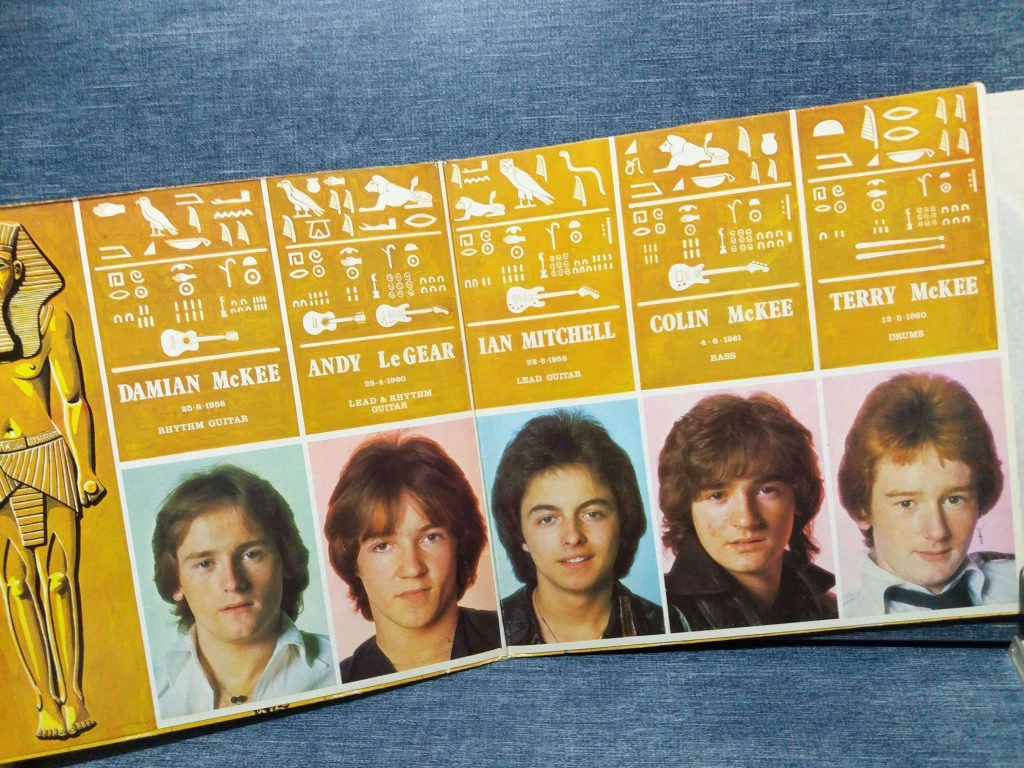 DAMIAN McKEE
25-8-1958
RHYTHM GUITAR
ANDY LeGEAR
28-4-1960
LEAD & RHYTHM
GUITAR
IAN MITCHELL
22-8-1958
LEAD GUITAR
COLIN McKEE
4-6-1961
BASS
TERRY McKEE
12-5-1960
DRUMS